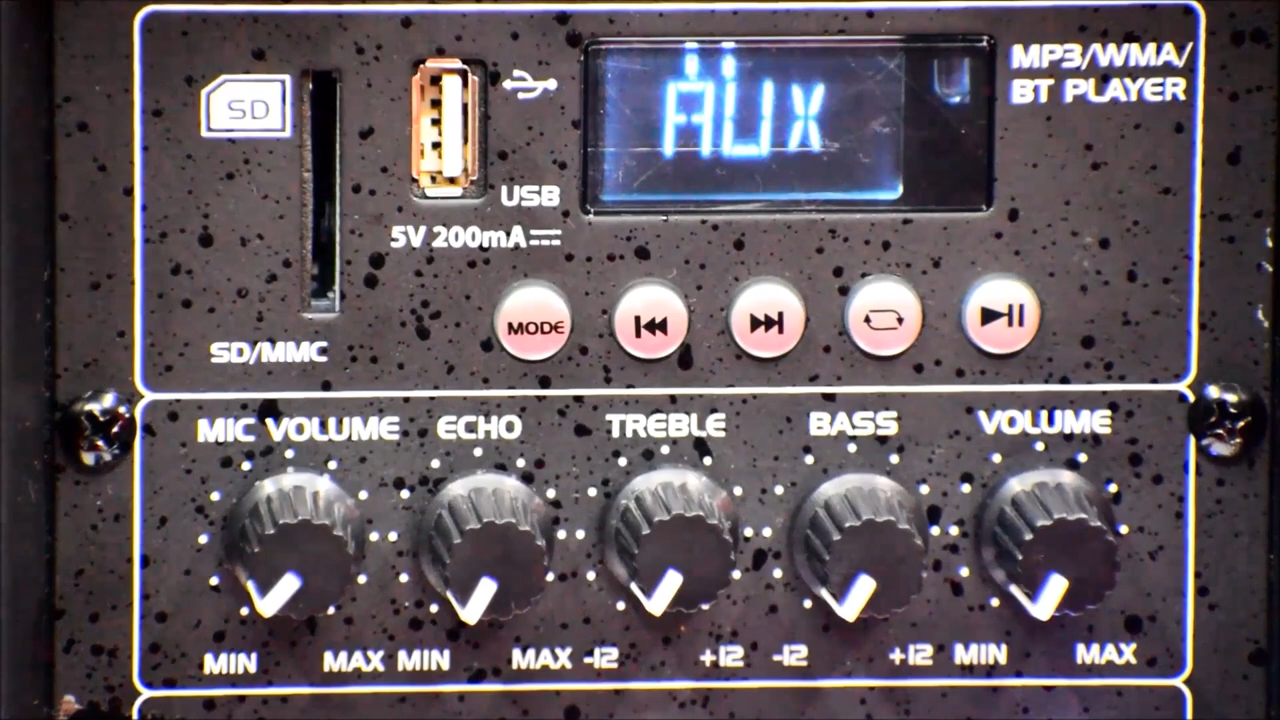 SD
USB
5V 200mA
SD/MMC
AUX
MP3/WMA/
BT PLAYER
MODE
MIC VOLUME ECHO TREBLE BASS VOLUME
MIN MAX MIN MAX -12 +12 -12 +12 MIN MAX